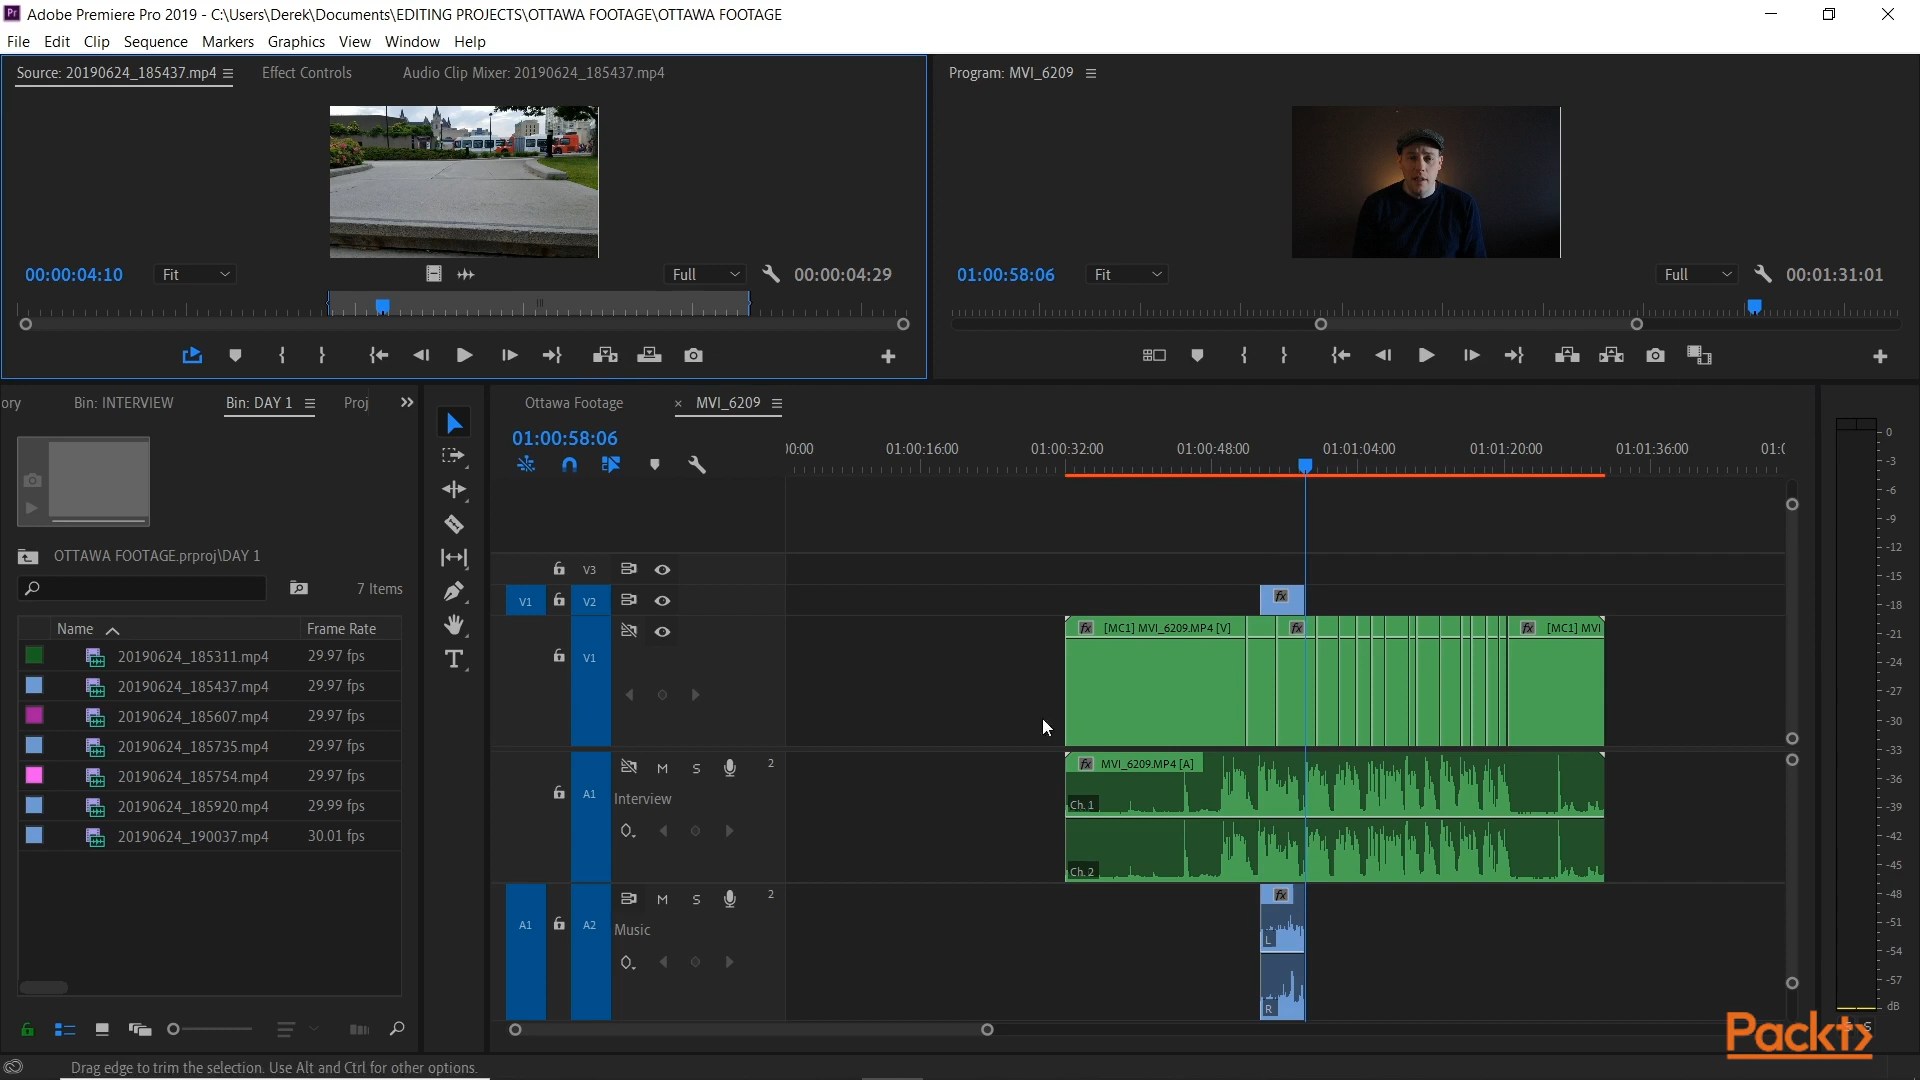 Pr Adobe Premiere Pro 2019 - C:\Users\Derek\Documents\EDITING PROJECTS\OTTAWA FOOTAGE\OTTAWA FOOTAGE
File Edit Clip Sequence Markers Graphics View Window Help
Source: 20190624_185437.mp4 Effect Controls Audio Clip Mixer: 20190624_185437.mp4 Program: MVI_6209
00:00:04:10 Fit Full 00:00:04:29 01:00:58:06 Fit Full 00:01:31:01
ory Bin: INTERVIEW Bin: DAY 1 Proj
Ottawa Footage × MVI_6209
01:00:58:06
:00:00 01:00:16:00 01:00:32:00 01:00:48:00 01:01:04:00 01:01:20:00 01:01:36:00 01:0
OTTAWA FOOTAGE.prproj\DAY 1
7 Items
Name Frame Rate
20190624_185311.mp4 29.97 fps
20190624_185437.mp4 29.97 fps
20190624_185607.mp4 29.97 fps
20190624_185735.mp4 29.97 fps
20190624_185754.mp4 29.97 fps
20190624_185920.mp4 29.99 fps
20190624_190037.mp4 30.01 fps
V3
V1 V2 fx
V1 fx [MC1] MVI_6209.MP4 [V] fx fx [MC1] MVI
A1 M S 2 fx MVI_6209.MP4 [A]
Interview Ch. 1
Ch. 2
A1 A2 M S 2 fx
Music L
R
0
-3
-6
-9
-12
-15
-18
-21
-24
-27
-30
-33
-36
-39
-42
-45
-48
-51
-54
-57
dB
S
Packt
Drag edge to trim the selection. Use Alt and Ctrl for other options.